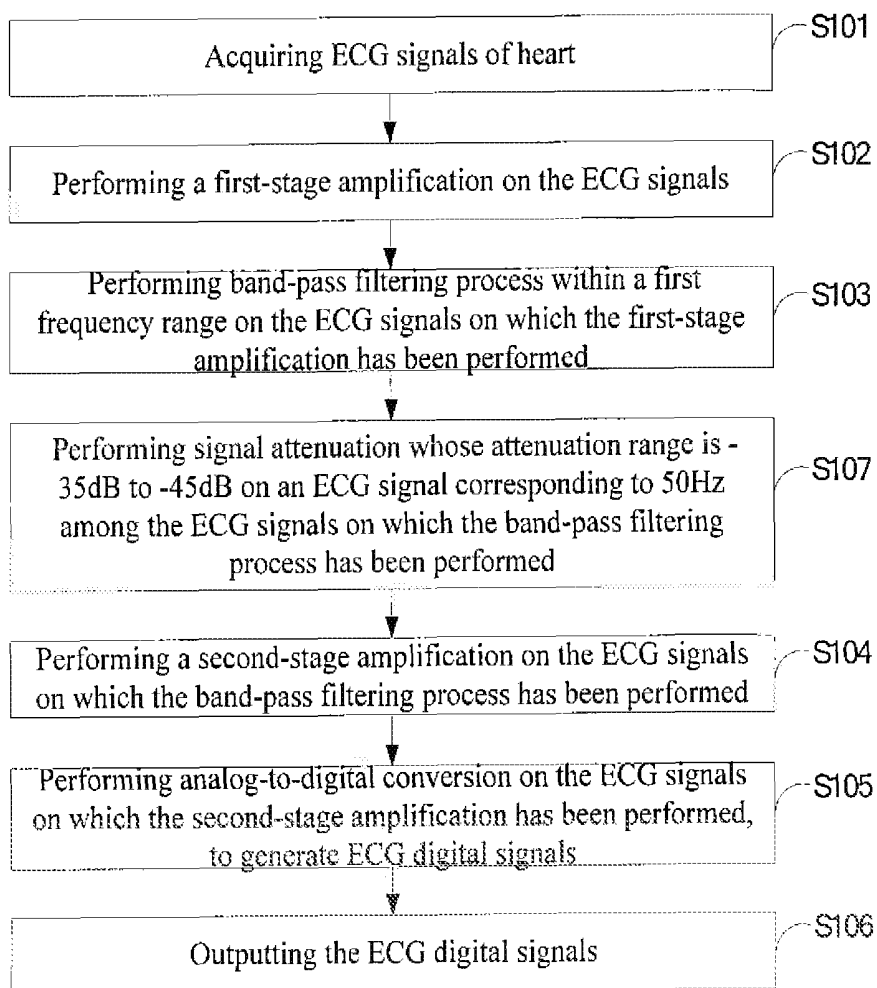 Acquiring ECG signals of heart
S101
Performing a first-stage amplification on the ECG signals
S102
Performing band-pass filtering process within a first
frequency range on the ECG signals on which the first-stage
amplification has been performed
S103
Performing signal attenuation whose attenuation range is -
35dB to -45dB on an ECG signal corresponding to 50Hz
among the ECG signals on which the band-pass filtering
process has been performed
S107
Performing a second-stage amplification on the ECG signals
on which the band-pass filtering process has been performed
S104
Performing analog-to-digital conversion on the ECG signals
on which the second-stage amplification has been performed,
to generate ECG digital signals
S105
Outputting the ECG digital signals
S106